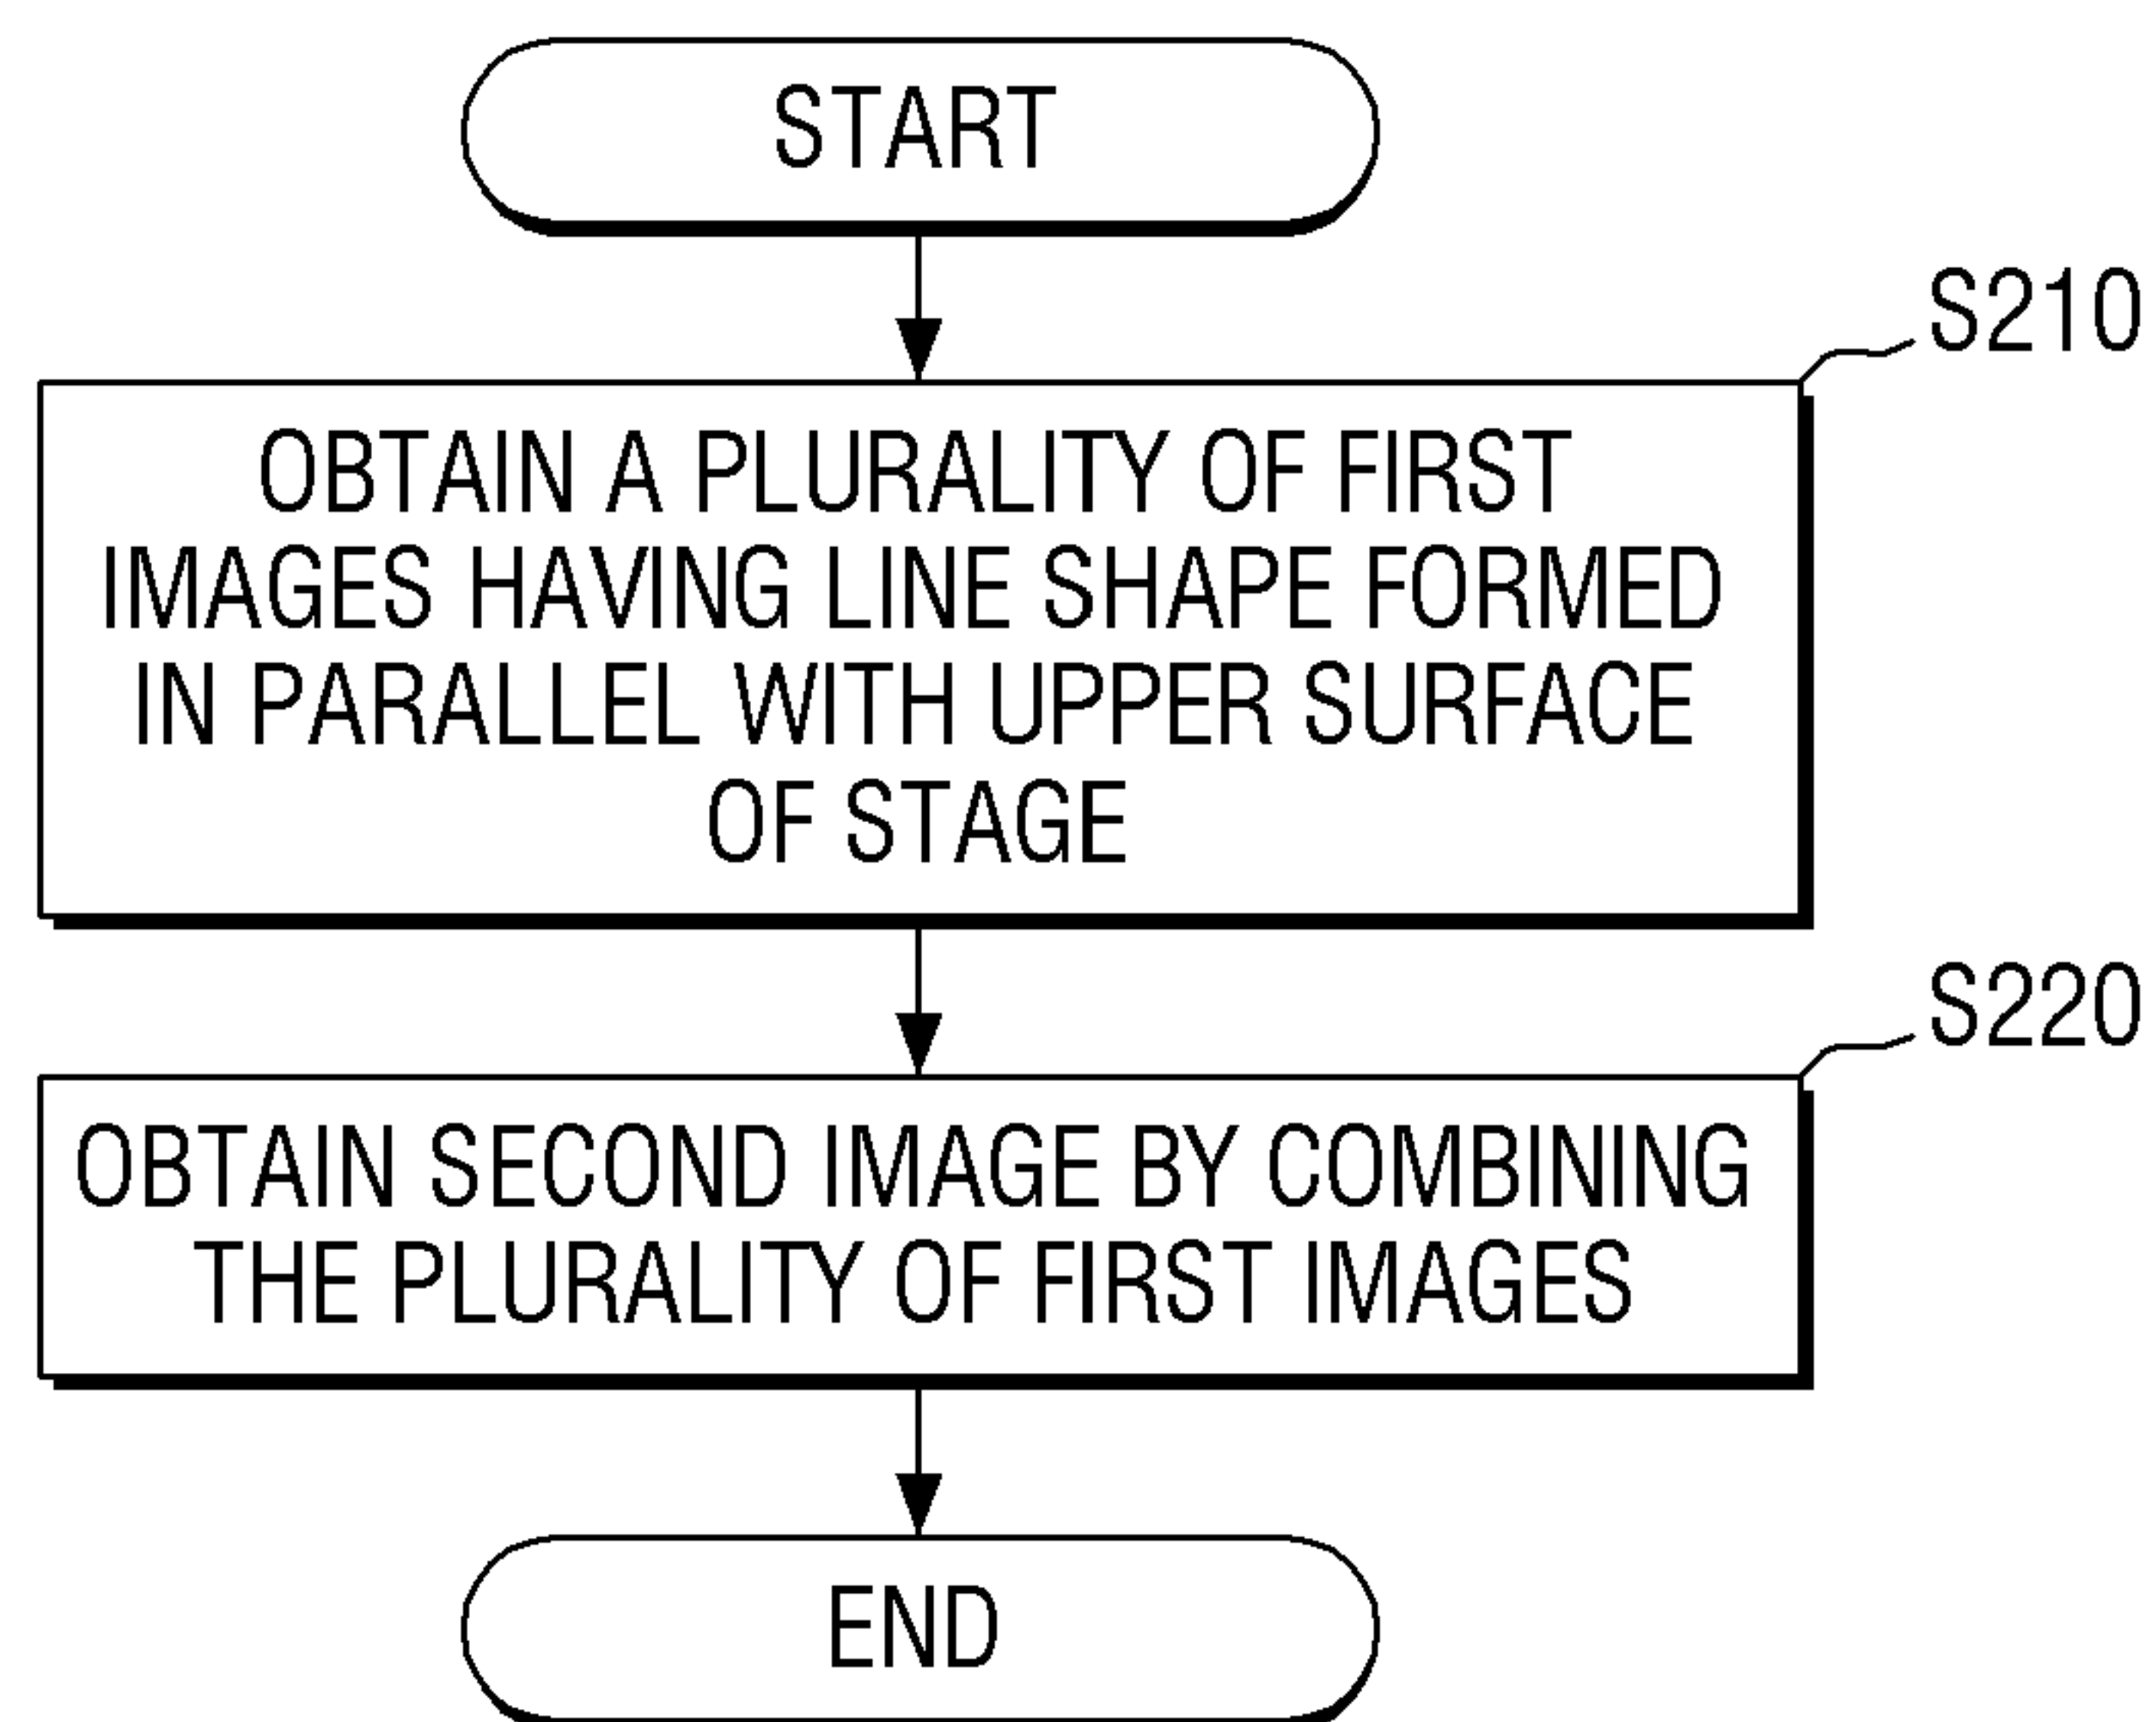 START
S210
OBTAIN A PLURALITY OF FIRST
IMAGES HAVING LINE SHAPE FORMED
IN PARALLEL WITH UPPER SURFACE
OF STAGE
S220
OBTAIN SECOND IMAGE BY COMBINING
THE PLURALITY OF FIRST IMAGES
END